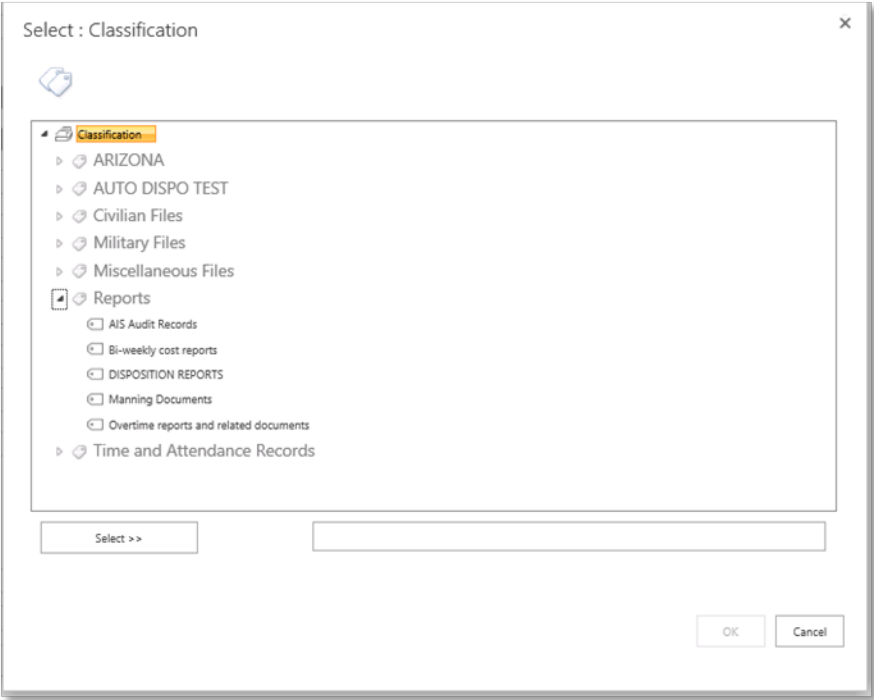 Select : Classification
Classification
ARIZONA
AUTO DISPO TEST
Civilian Files
Military Files
Miscellaneous Files
Reports
AIS Audit Records
Bi-weekly cost reports
DISPOSITION REPORTS
Manning Documents
Overtime reports and related documents
Time and Attendance Records
Select >>
OK Cancel